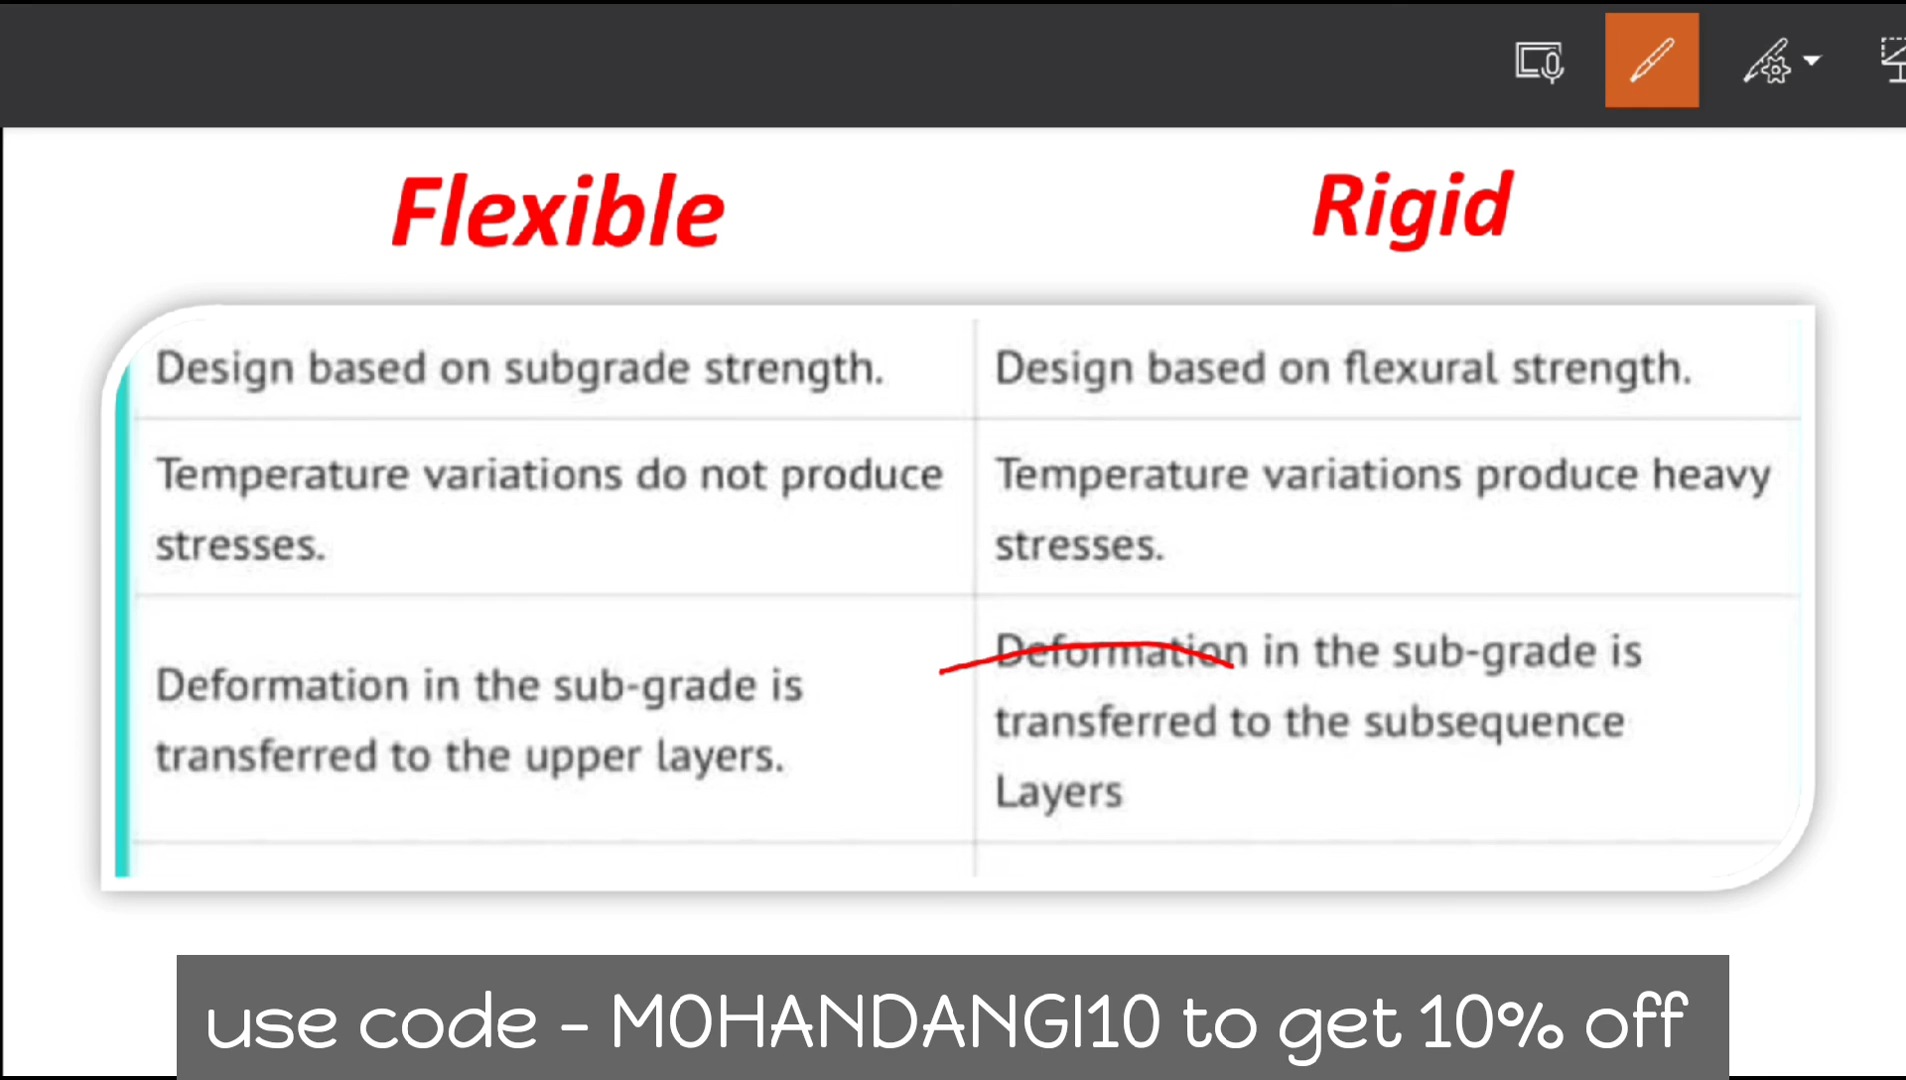 Flexible
Rigid
Design based on subgrade strength.
Design based on flexural strength.
Temperature variations do not produce
stresses.
Temperature variations produce heavy
stresses.
Deformation in the sub-grade is
transferred to the upper layers.
Deformation in the sub-grade is
transferred to the subsequence
Layers
use code - MOHANDANGI10 to get 10% off